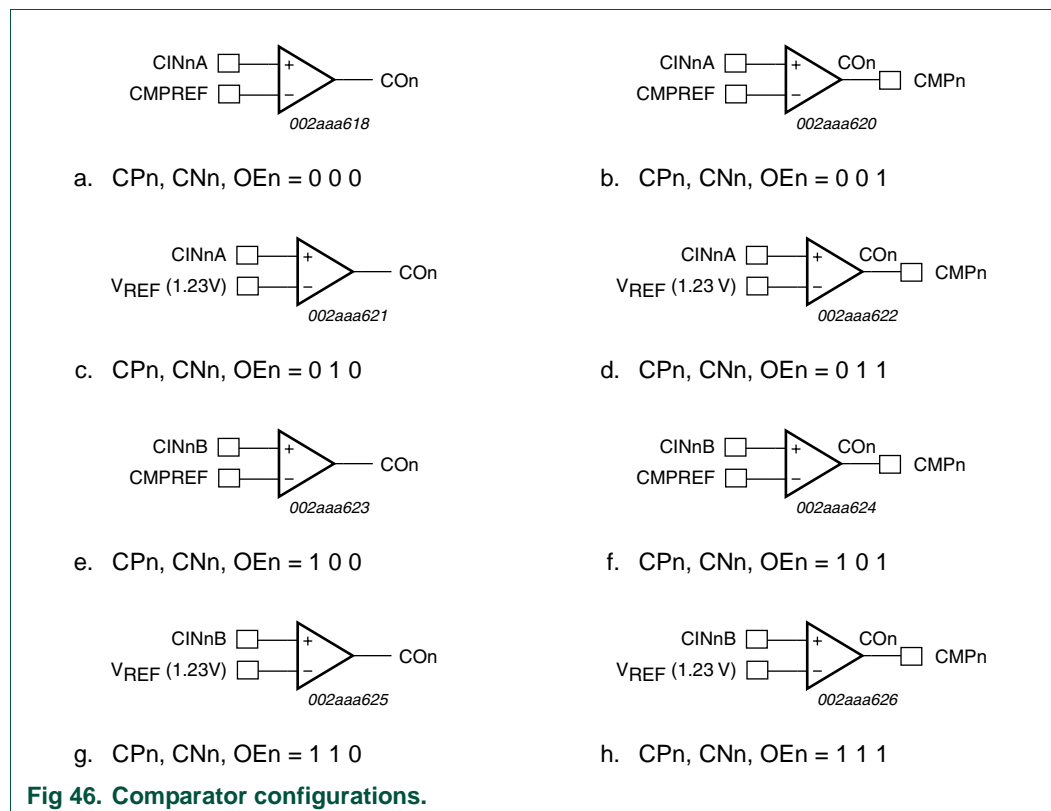 CINnA + COn
CMPREF −
002aaa618
a. CPn, CNn, OEn = 0 0 0
CINnA + COn CMPn
CMPREF −
002aaa620
b. CPn, CNn, OEn = 0 0 1
CINnA + COn
VREF (1.23V) −
002aaa621
c. CPn, CNn, OEn = 0 1 0
CINnA + COn CMPn
VREF (1.23 V) −
002aaa622
d. CPn, CNn, OEn = 0 1 1
CINnB + COn
CMPREF −
002aaa623
e. CPn, CNn, OEn = 1 0 0
CINnB + COn CMPn
CMPREF −
002aaa624
f. CPn, CNn, OEn = 1 0 1
CINnB + COn
VREF (1.23V) −
002aaa625
g. CPn, CNn, OEn = 1 1 0
CINnB + COn CMPn
VREF (1.23 V) −
002aaa626
h. CPn, CNn, OEn = 1 1 1
Fig 46. Comparator configurations.